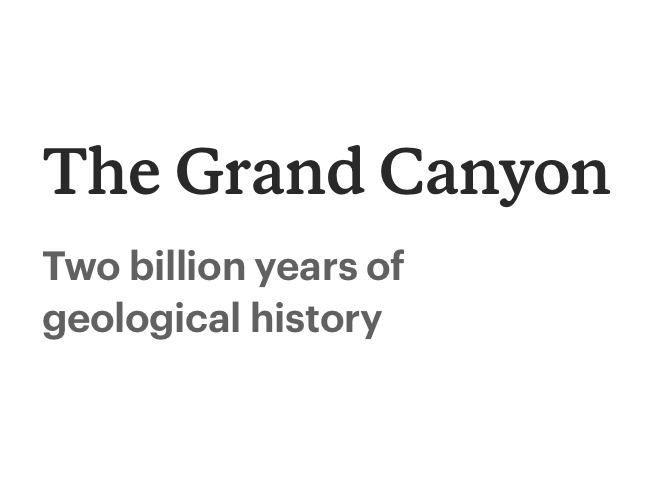 The Grand Canyon
Two billion years of
geological history